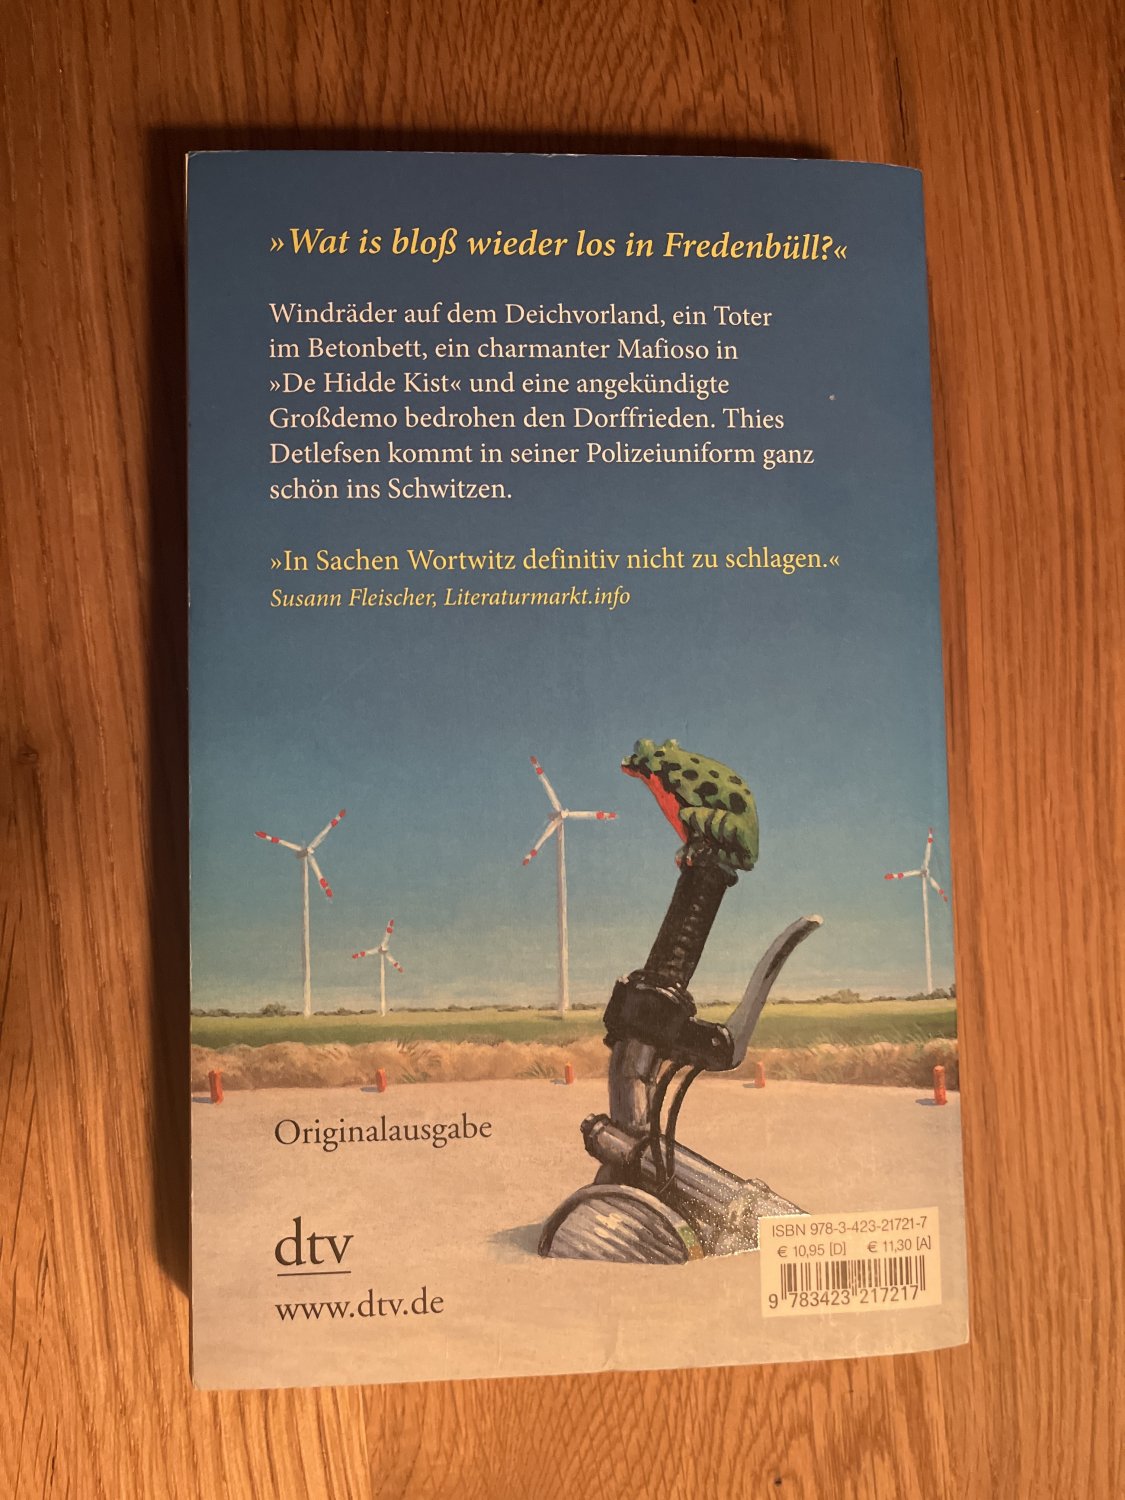 »Wat is bloß wieder los in Fredenbüll?«
Windräder auf dem Deichvorland, ein Toter
im Betonbett, ein charmanter Mafioso in
»De Hidde Kist« und eine angekündigte
Großdemo bedrohen den Dorffrieden. Thies
Detlefsen kommt in seiner Polizeiuniform ganz
schön ins Schwitzen.
»In Sachen Wortwitz definitiv nicht zu schlagen.«
Susann Fleischer, Literaturmarkt.info
Originalausgabe
dtv
www.dtv.de
ISBN 978-3-423-21721-7
€ 10,95 [D] € 11,30 [A]
9 783423 217217